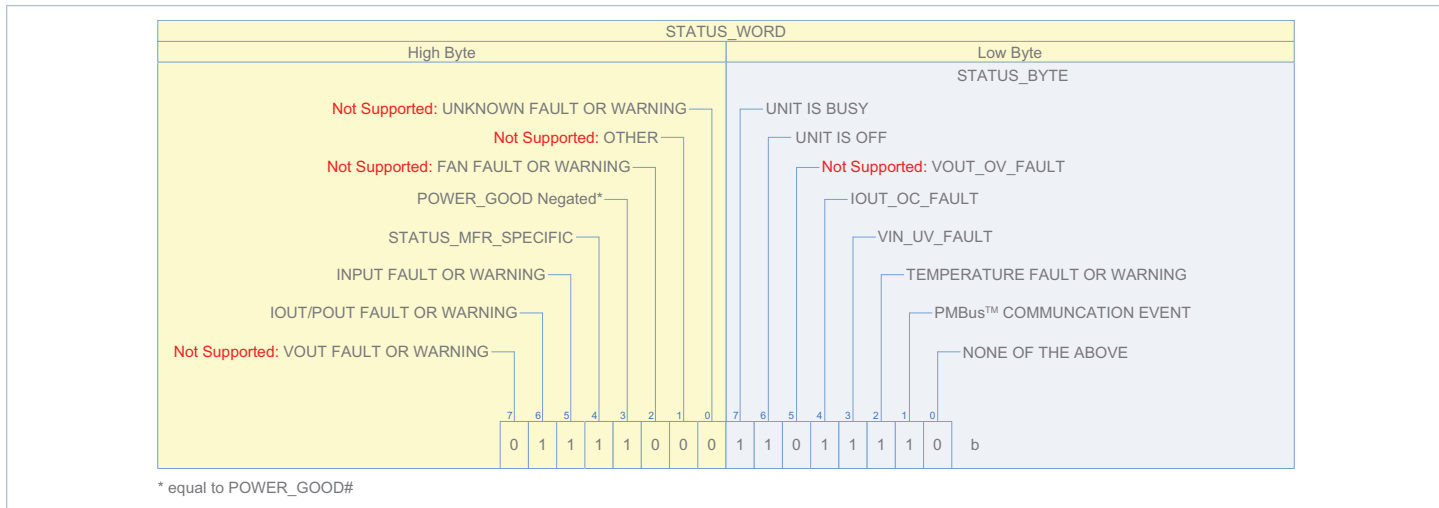 STATUS_WORD
High Byte
Low Byte
STATUS_BYTE
Not Supported: UNKNOWN FAULT OR WARNING
UNIT IS BUSY
Not Supported: OTHER
UNIT IS OFF
Not Supported: FAN FAULT OR WARNING
Not Supported: VOUT_OV_FAULT
POWER_GOOD Negated*
IOUT_OC_FAULT
STATUS_MFR_SPECIFIC
VIN_UV_FAULT
INPUT FAULT OR WARNING
TEMPERATURE FAULT OR WARNING
IOUT/POUT FAULT OR WARNING
PMBus™ COMMUNCATION EVENT
Not Supported: VOUT FAULT OR WARNING
NONE OF THE ABOVE
7 6 5 4 3 2 1 0 7 6 5 4 3 2 1 0
0 1 1 1 1 0 0 0 1 1 0 1 1 1 1 0 b
* equal to POWER_GOOD#